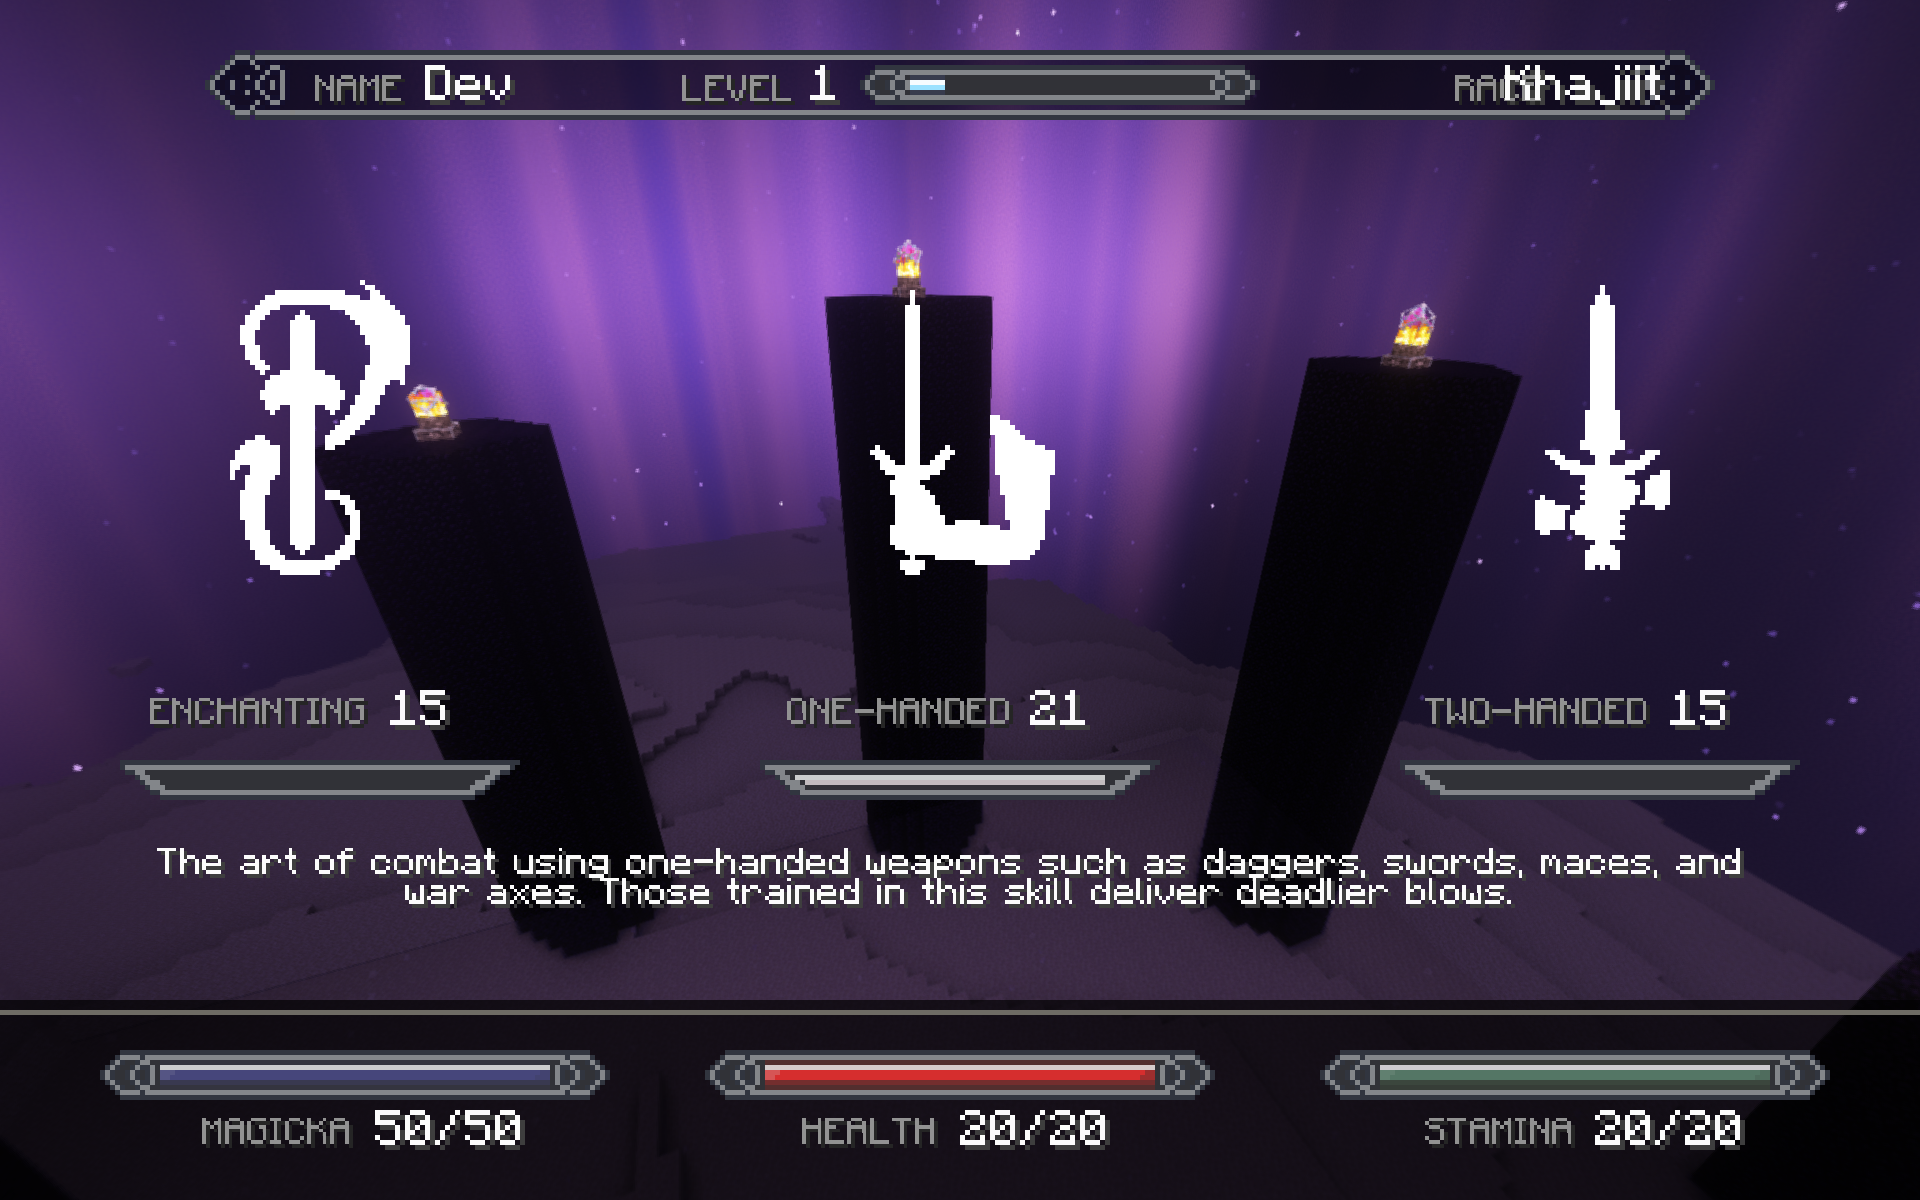 NAME Dev LEVEL 1 Khajiit
ENCHANTING 15
ONE-HANDED 21
TWO-HANDED 15
The art of combat using one-handed weapons such as daggers, swords, maces, and
war axes. Those trained in this skill deliver deadlier blows.
MAGICKA 50/50
HEALTH 20/20
STAMINA 20/20